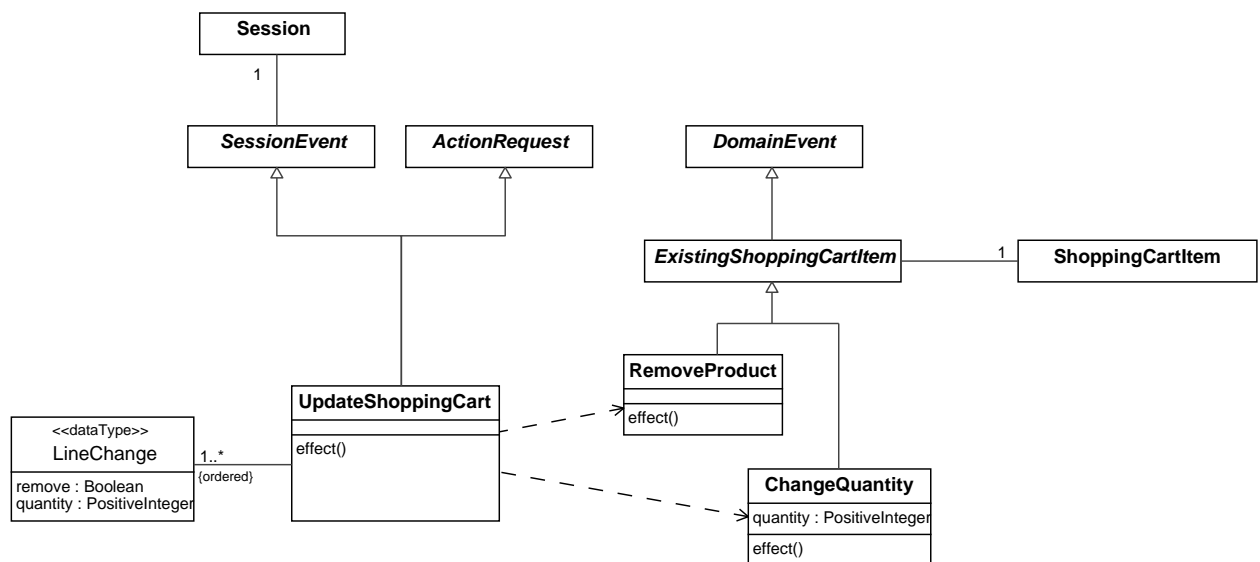 Session
1
SessionEvent
ActionRequest
DomainEvent
ExistingShoppingCartItem
1
ShoppingCartItem
RemoveProduct
effect()
UpdateShoppingCart
effect()
<<dataType>>
LineChange
remove : Boolean
quantity : PositiveInteger
1..*
{ordered}
ChangeQuantity
quantity : PositiveInteger
effect()